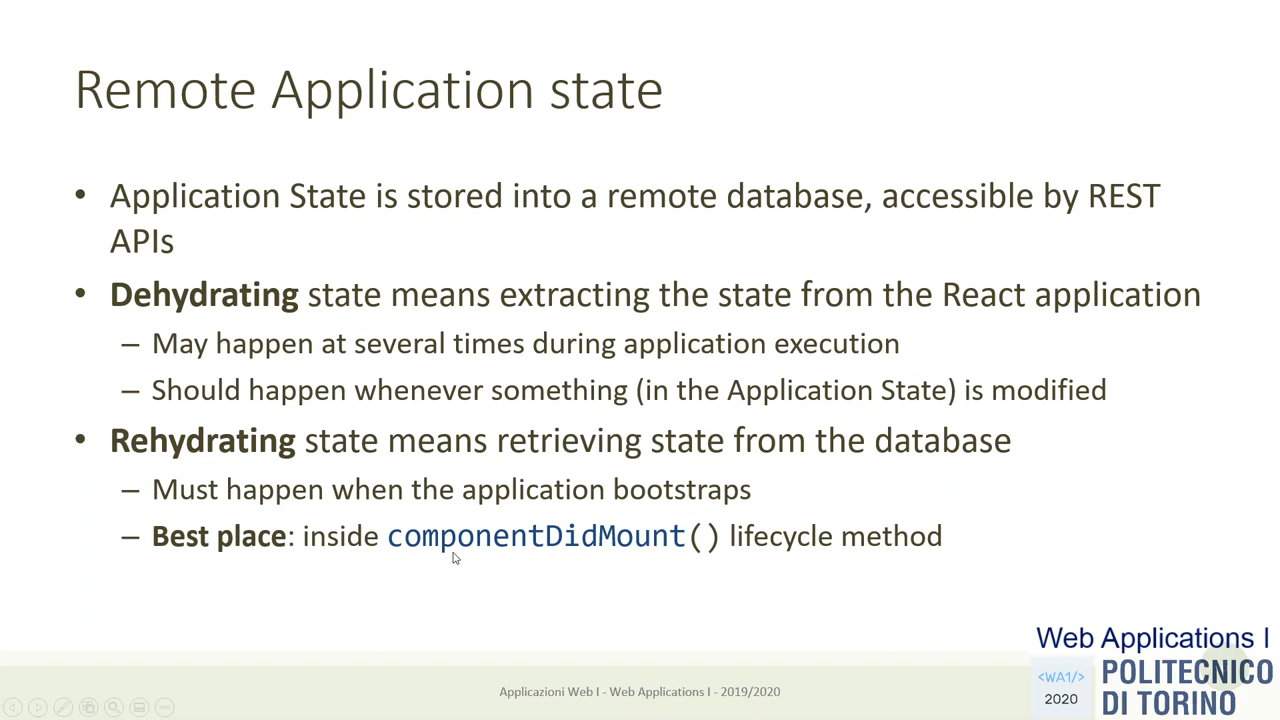 Remote Application state
• Application State is stored into a remote database, accessible by REST
APIs
• Dehydrating state means extracting the state from the React application
– May happen at several times during application execution
– Should happen whenever something (in the Application State) is modified
• Rehydrating state means retrieving state from the database
– Must happen when the application bootstraps
– Best place: inside componentDidMount() lifecycle method
Web Applications I
Applicazioni Web I - Web Applications I - 2019/2020
<WA1/>
2020
POLITECNICO
DI TORINO